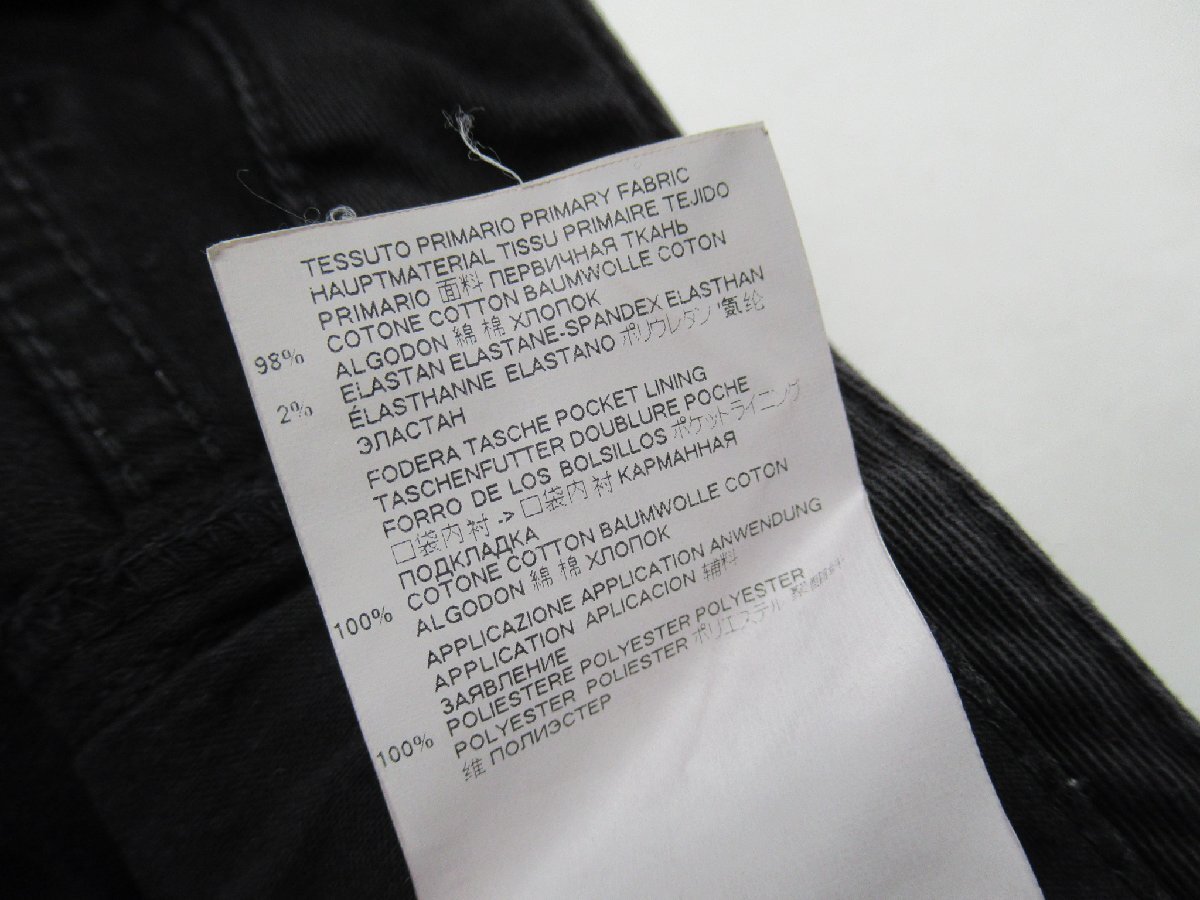 TESSUTO PRIMARIO PRIMARY FABRIC
HAUPTMATERIAL TISSU PRIMAIRE TEJIDO
PRIMARIO 面料 ПЕРВИЧНАЯ ТКАНЬ
98% COTONE COTTON BAUMWOLLE COTON
ALGODON 綿 棉 ХЛОПОК
2% ELASTAN ELASTANE-SPANDEX ELASTHAN
ÉLASTHANNE ELASTANO ポリウレタン '氨纶
ЭЛАСТАН
FODERA TASCHE POCKET LINING
TASCHENFUTTER DOUBLURE POCHE
FORRO DE LOS BOLSILLOS ポケットライニング
口袋内衬 -> 口袋内衬 КАРМАННАЯ
ПОДКЛАДКА
100% COTONE COTTON BAUMWOLLE COTON
ALGODON 綿 棉 ХЛОПОК
APPLICAZIONE APPLICATION ANWENDUNG
APPLICATION APLICACION 辅料
ЗАЯВЛЕНИЕ
100% POLIESTERE POLYESTER POLYESTER
POLYESTER POLIESTER ポリエステル
维 ПОЛИЭСТЕР